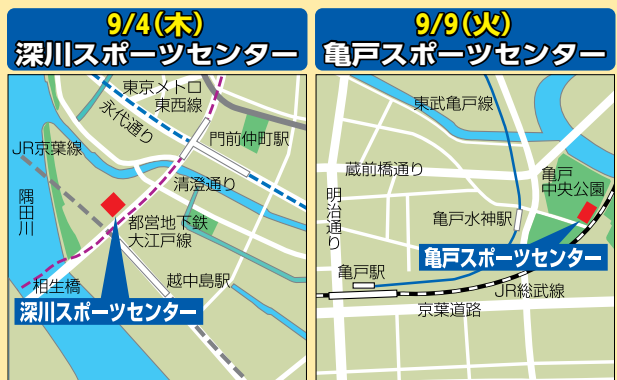 9/4(木)
深川スポーツセンター
東京メトロ
東西線
永代通り
門前仲町駅
JR京葉線
清澄通り
隅田川
都営地下鉄
大江戸線
越中島駅
相生橋
深川スポーツセンター
9/9(火)
亀戸スポーツセンター
東武亀戸線
蔵前橋通り
亀戸
中央公園
明治通り
亀戸水神駅
亀戸スポーツセンター
亀戸駅
JR総武線
京葉道路